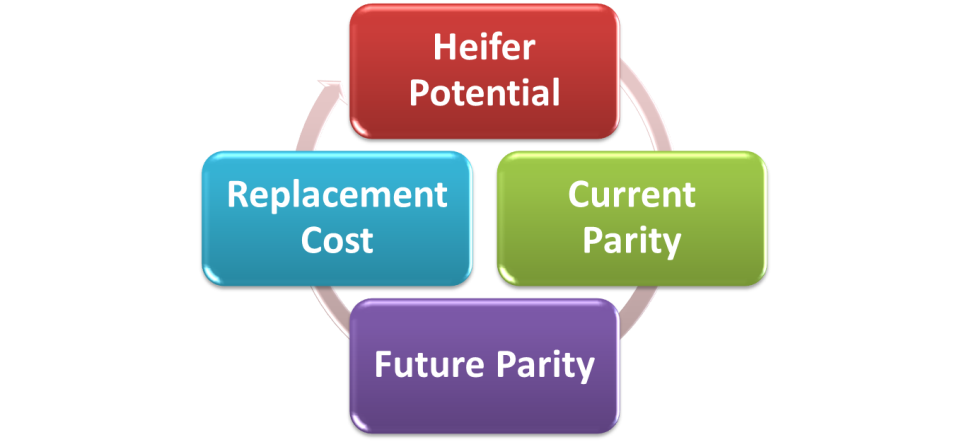 Heifer
Potential
Replacement
Cost
Current
Parity
Future Parity